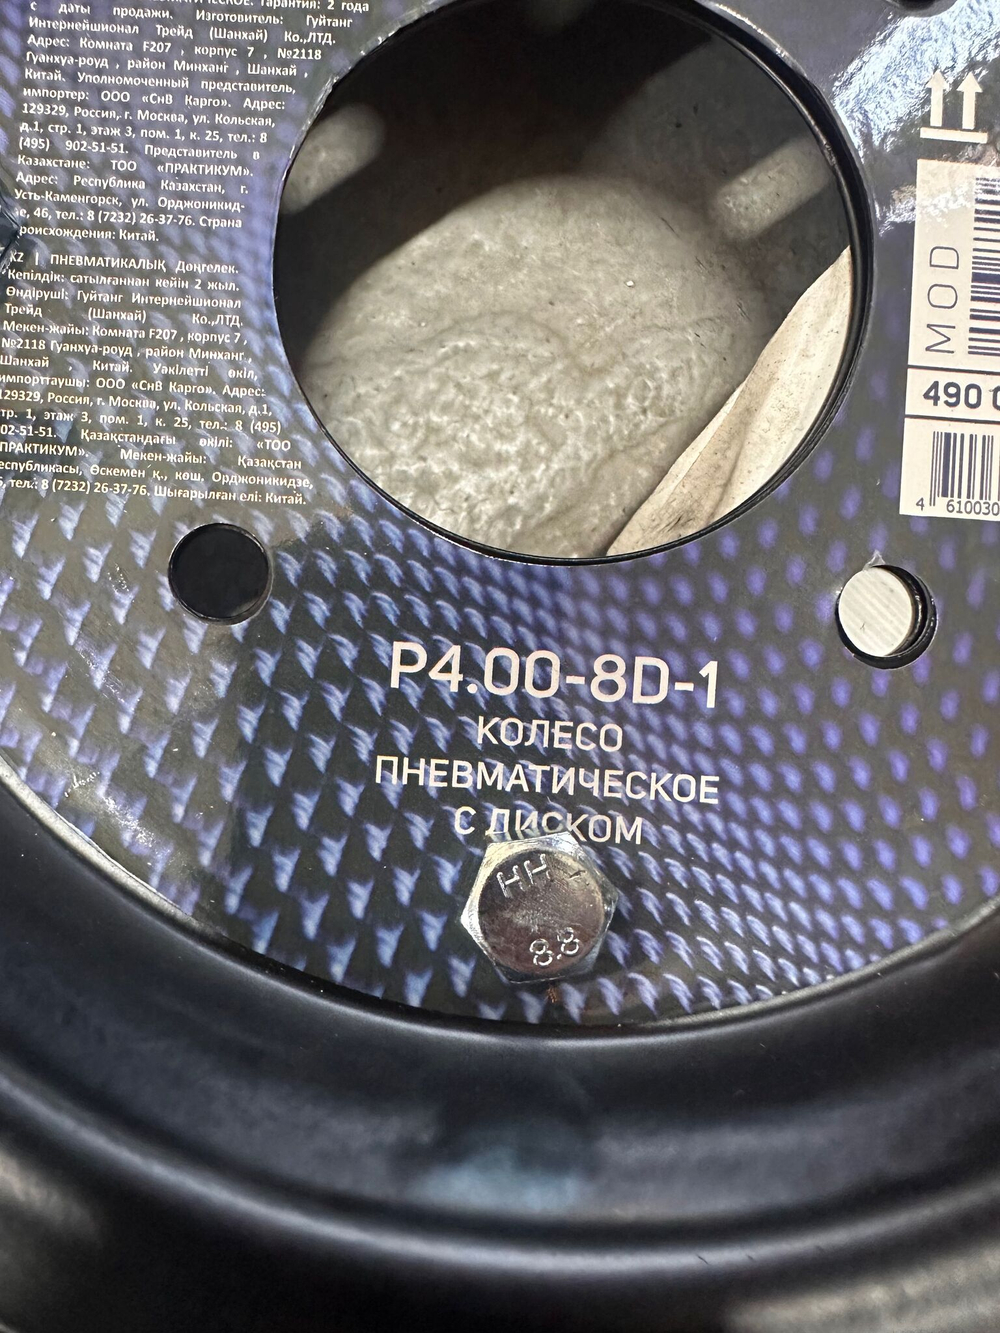 Гарантия: 2 года
с даты продажи. Изготовитель: Гуйтанг
Интернейшионал Трейд (Шанхай) Ко.,ЛТД.
Адрес: Комната F207 , корпус 7 , №2118
Гуанхуа-роуд , район Минханг , Шанхай ,
Китай. Уполномоченный представитель,
импортер: ООО «СнВ Карго». Адрес:
129329, Россия, г. Москва, ул. Кольская,
д.1, стр. 1, этаж 3, пом. 1, к. 25, тел.: 8
(495) 902-51-51. Представитель в
Казахстане: ТОО «ПРАКТИКУМ».
Адрес: Республика Казахстан, г.
Усть-Каменгорск, ул. Орджоникид-
зе, 46, тел.: 8 (7232) 26-37-76. Страна
роисхождения: Китай.
KZ | ПНЕВМАТИКАЛЫҚ Дөңгелек.
Кепілдік: сатылғаннан кейін 2 жыл.
Өндіруші: Гуйтанг Интернейшионал
Трейд (Шанхай) Ко.,ЛТД.
Мекен-жайы: Комната F207 , корпус 7 ,
№2118 Гуанхуа-роуд , район Минханг ,
Шанхай , Китай. Уәкілетті өкіл,
импорттаушы: ООО «СнВ Карго». Адрес:
129329, Россия, г. Москва, ул. Кольская, д.1,
стр. 1, этаж 3, пом. 1, к. 25, тел.: 8 (495)
02-51-51. Қазақстандағы өкілі: «ТОО
ПРАКТИКУМ». Мекен-жайы: Қазақстан
еспубликасы, Өскемен қ., көш. Орджоникидзе,
6, тел.: 8 (7232) 26-37-76. Шығарылған елі: Китай.
MOD
490
4 610030
P4.00-8D-1
КОЛЕСО
ПНЕВМАТИЧЕСКОЕ
С ДИСКОМ
HH
8.8